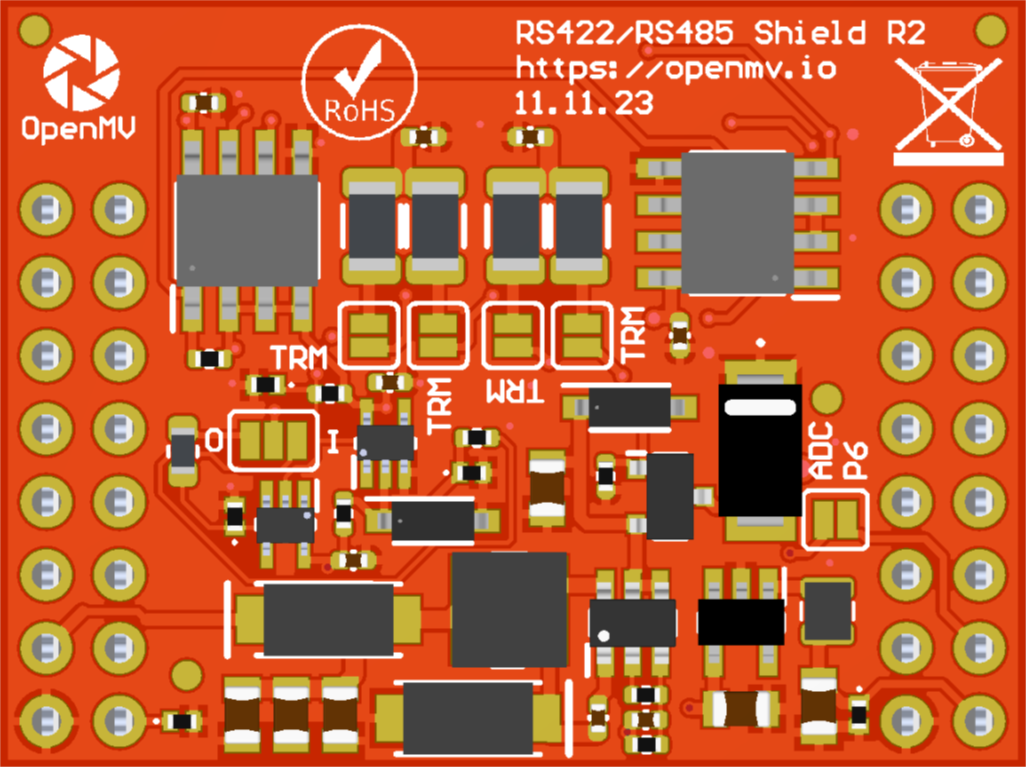 RS422/RS485 Shield R2
https://openmv.io
11.11.23
OpenMV
RoHS
TRM
TRM
TRM
TRM
O
I
ADC
P6